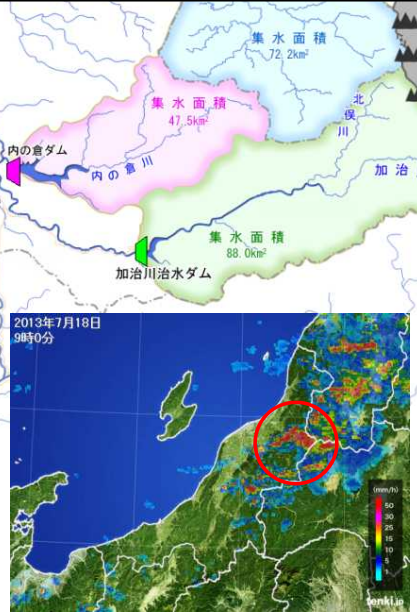 集水面積
72.2km²
集水面積
47.5km²
北俣川
内の倉ダム
内の倉川
加治
集水面積
88.0km²
加治川治水ダム
2013年7月18日
9時0分
(mm/h)
50
30
25
15
10
5
tenki.jp